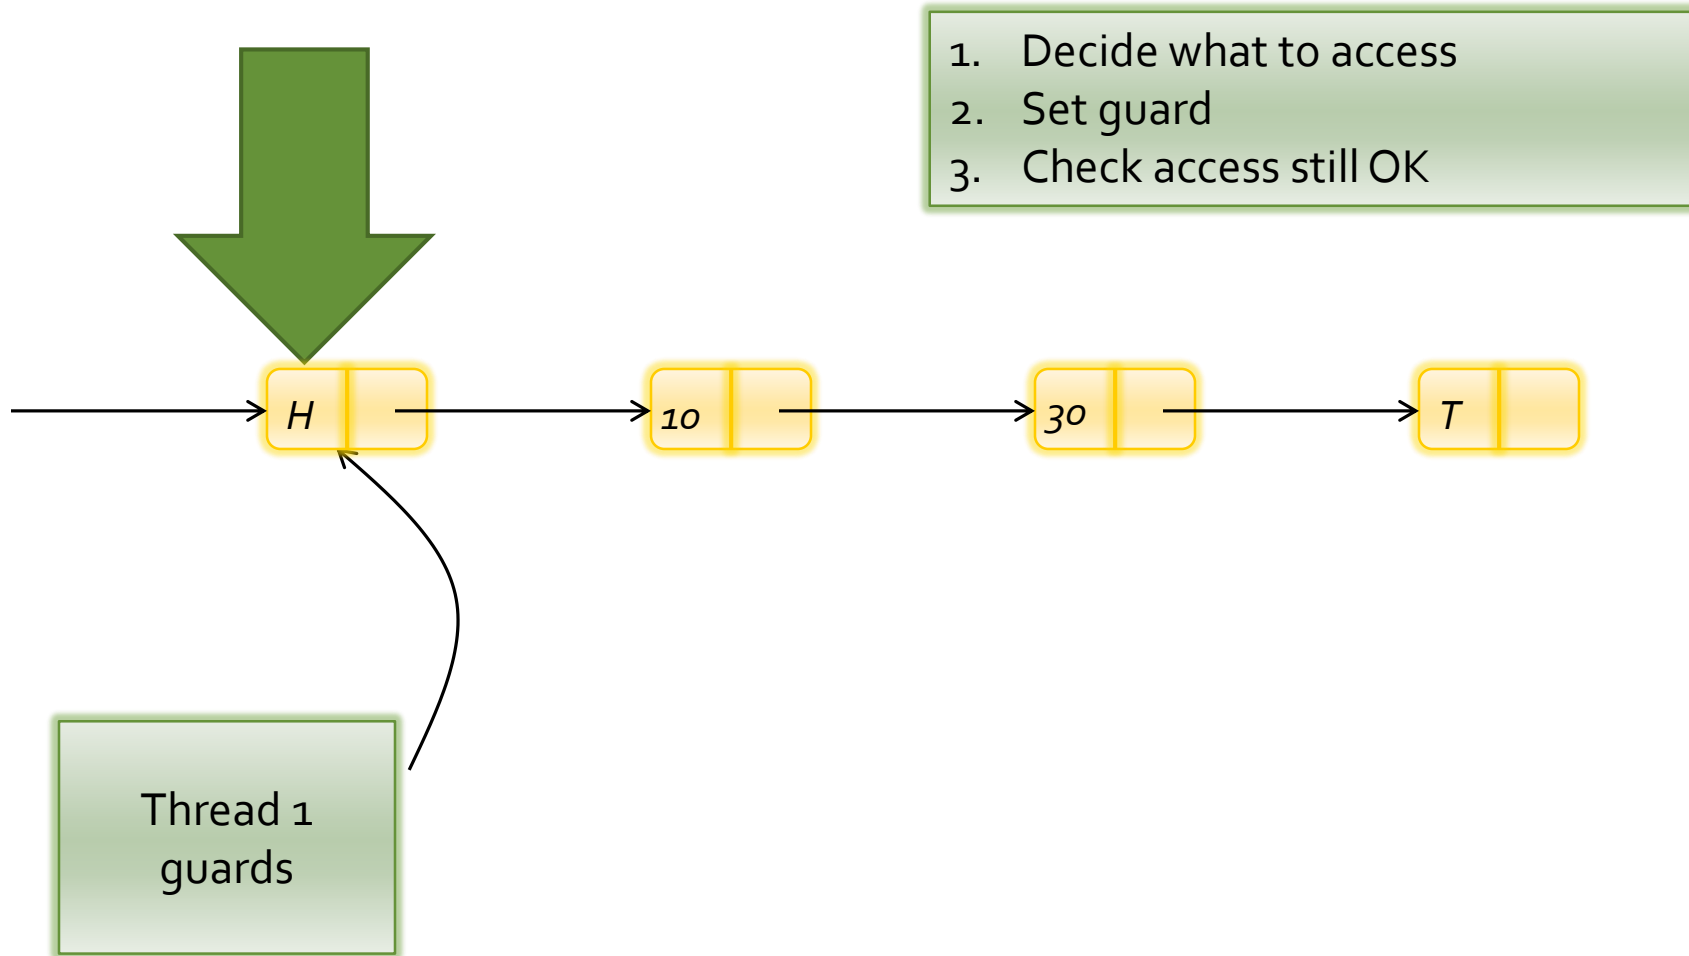 1. Decide what to access
2. Set guard
3. Check access still OK
H
10
30
T
Thread 1
guards